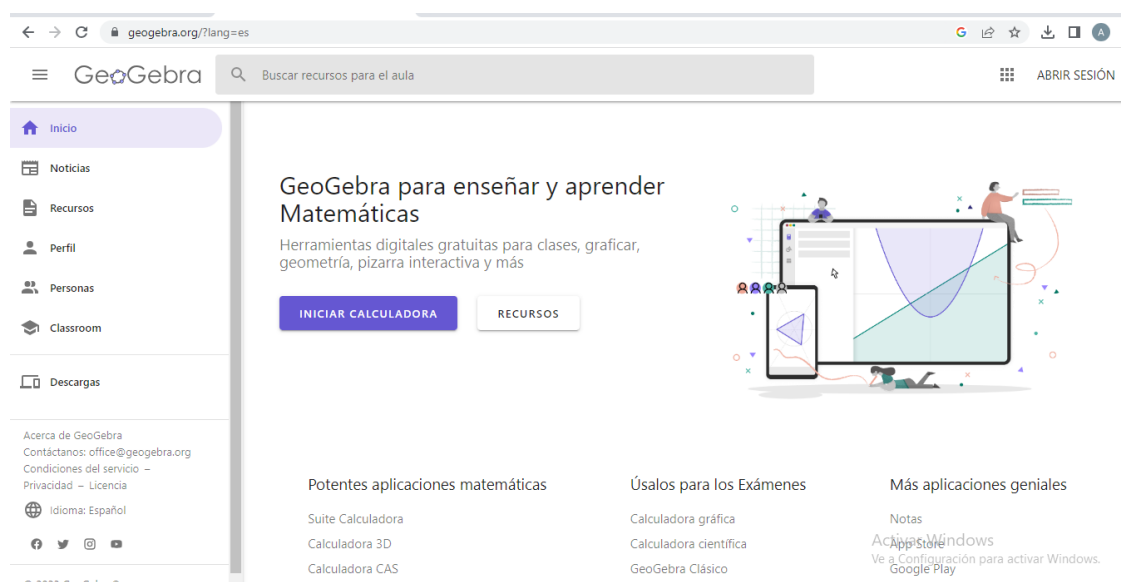 geogebra.org/?lang=es
G
A
GeoGebra
Buscar recursos para el aula
ABRIR SESIÓN
Inicio
Noticias
Recursos
Perfil
Personas
Classroom
Descargas
Acerca de GeoGebra
Contáctanos: office@geogebra.org
Condiciones del servicio –
Privacidad – Licencia
Idioma: Español
GeoGebra para enseñar y aprender
Matemáticas
Herramientas digitales gratuitas para clases, graficar,
geometría, pizarra interactiva y más
INICIAR CALCULADORA
RECURSOS
Potentes aplicaciones matemáticas
Suite Calculadora
Calculadora 3D
Calculadora CAS
Úsalos para los Exámenes
Calculadora gráfica
Calculadora científica
GeoGebra Clásico
Más aplicaciones geniales
Notas
App Store
Google Play
Activar Windows
Ve a Configuración para activar Windows.